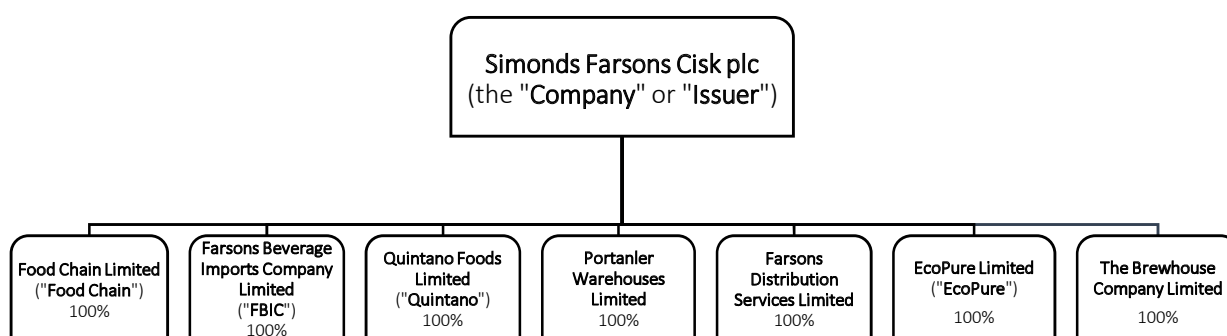 Simonds Farsons Cisk plc
(the "Company" or "Issuer")
Food Chain Limited
("Food Chain")
100%
Farsons Beverage
Imports Company
Limited
("FBIC")
100%
Quintano Foods
Limited
("Quintano")
100%
Portanler
Warehouses
Limited
100%
Farsons
Distribution
Services Limited
100%
EcoPure Limited
("EcoPure")
100%
The Brewhouse
Company Limited
100%